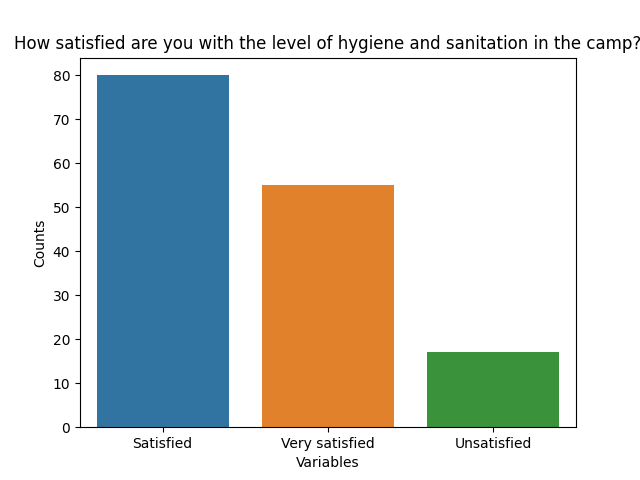 How satisfied are you with the level of hygiene and sanitation in the camp?
80
70
60
50
40
30
20
10
0
Counts
Satisfied Very satisfied Unsatisfied
Variables